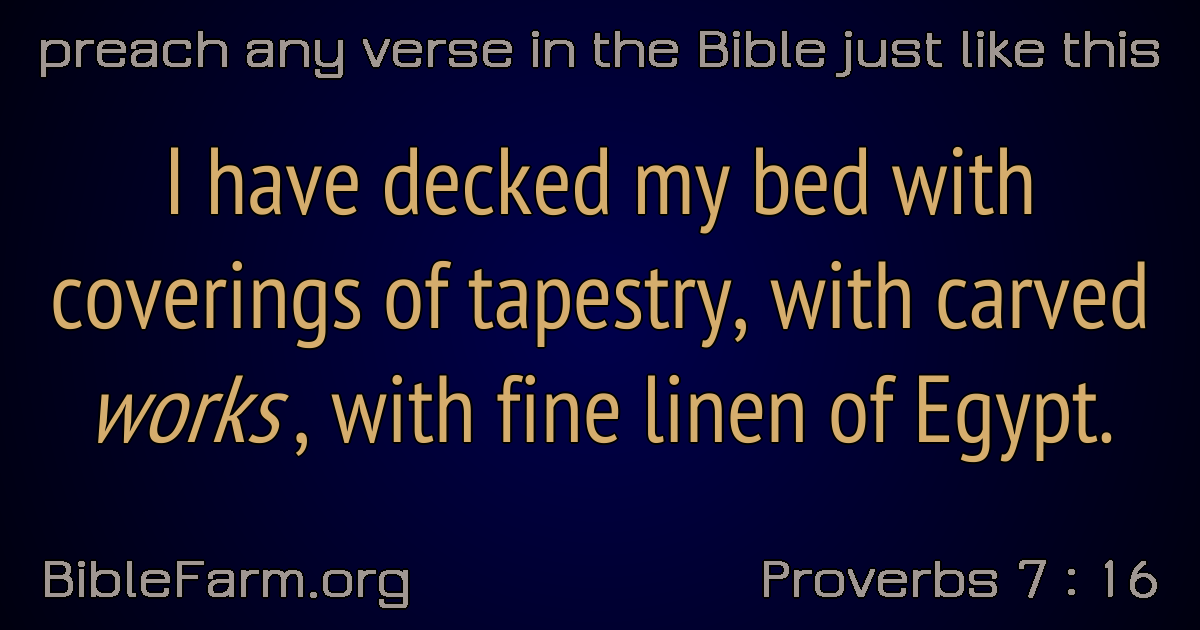 preach any verse in the Bible just like this
I have decked my bed with
coverings of tapestry, with carved
works, with fine linen of Egypt.
BibleFarm.org
Proverbs 7 : 16